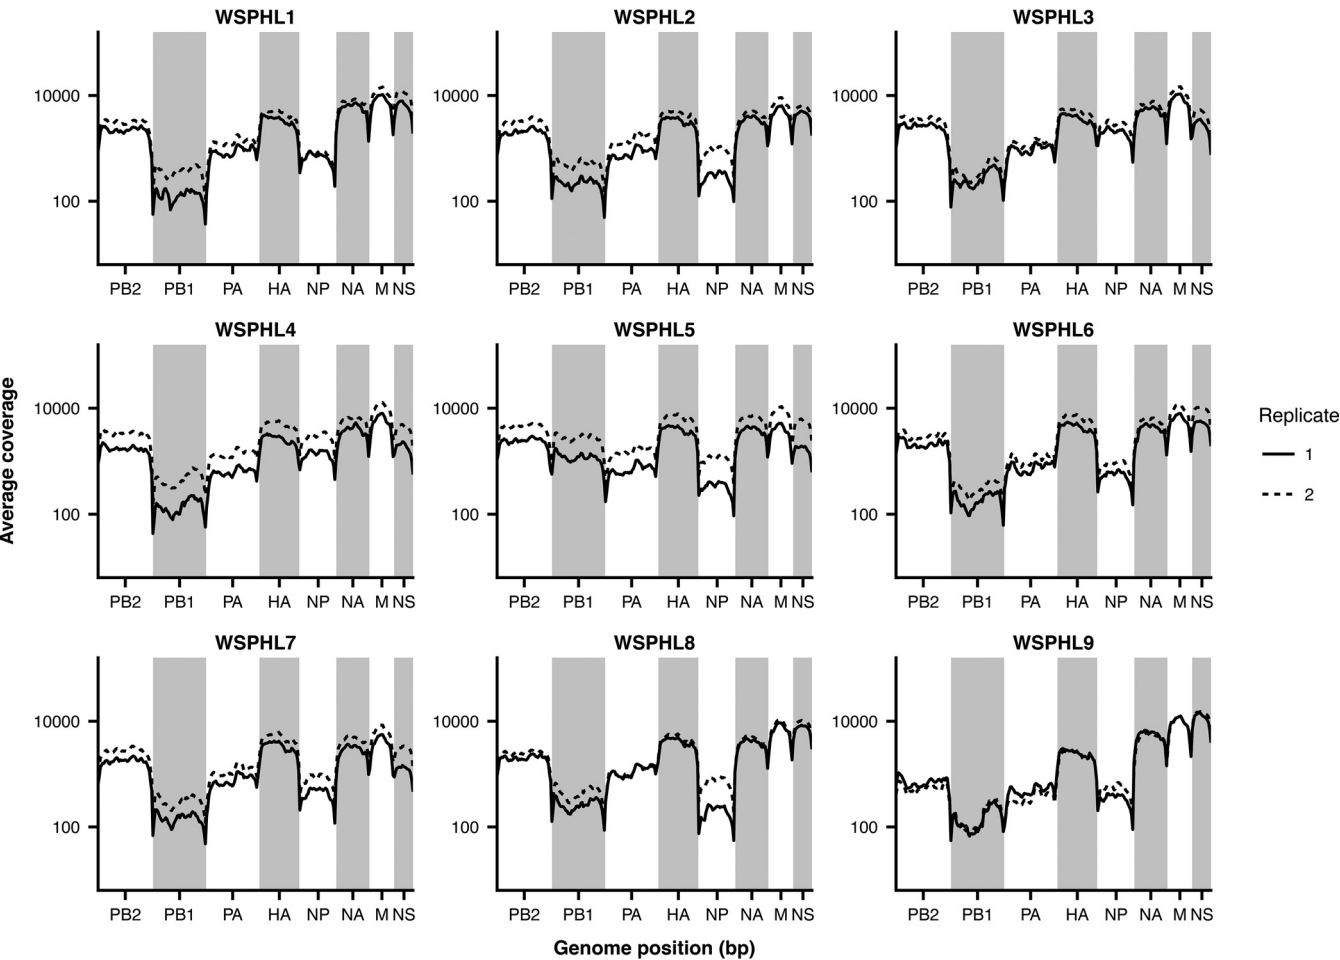 WSPHL1 WSPHL2 WSPHL3
10000 10000 10000
100 100 100
PB2 PB1 PA HA NP NA M NS PB2 PB1 PA HA NP NA M NS PB2 PB1 PA HA NP NA M NS
WSPHL4 WSPHL5 WSPHL6
10000 10000 10000
100 100 100
PB2 PB1 PA HA NP NA M NS PB2 PB1 PA HA NP NA M NS PB2 PB1 PA HA NP NA M NS
WSPHL7 WSPHL8 WSPHL9
10000 10000 10000
100 100 100
PB2 PB1 PA HA NP NA M NS PB2 PB1 PA HA NP NA M NS PB2 PB1 PA HA NP NA M NS
Average coverage
Genome position (bp)
Replicate
1
2